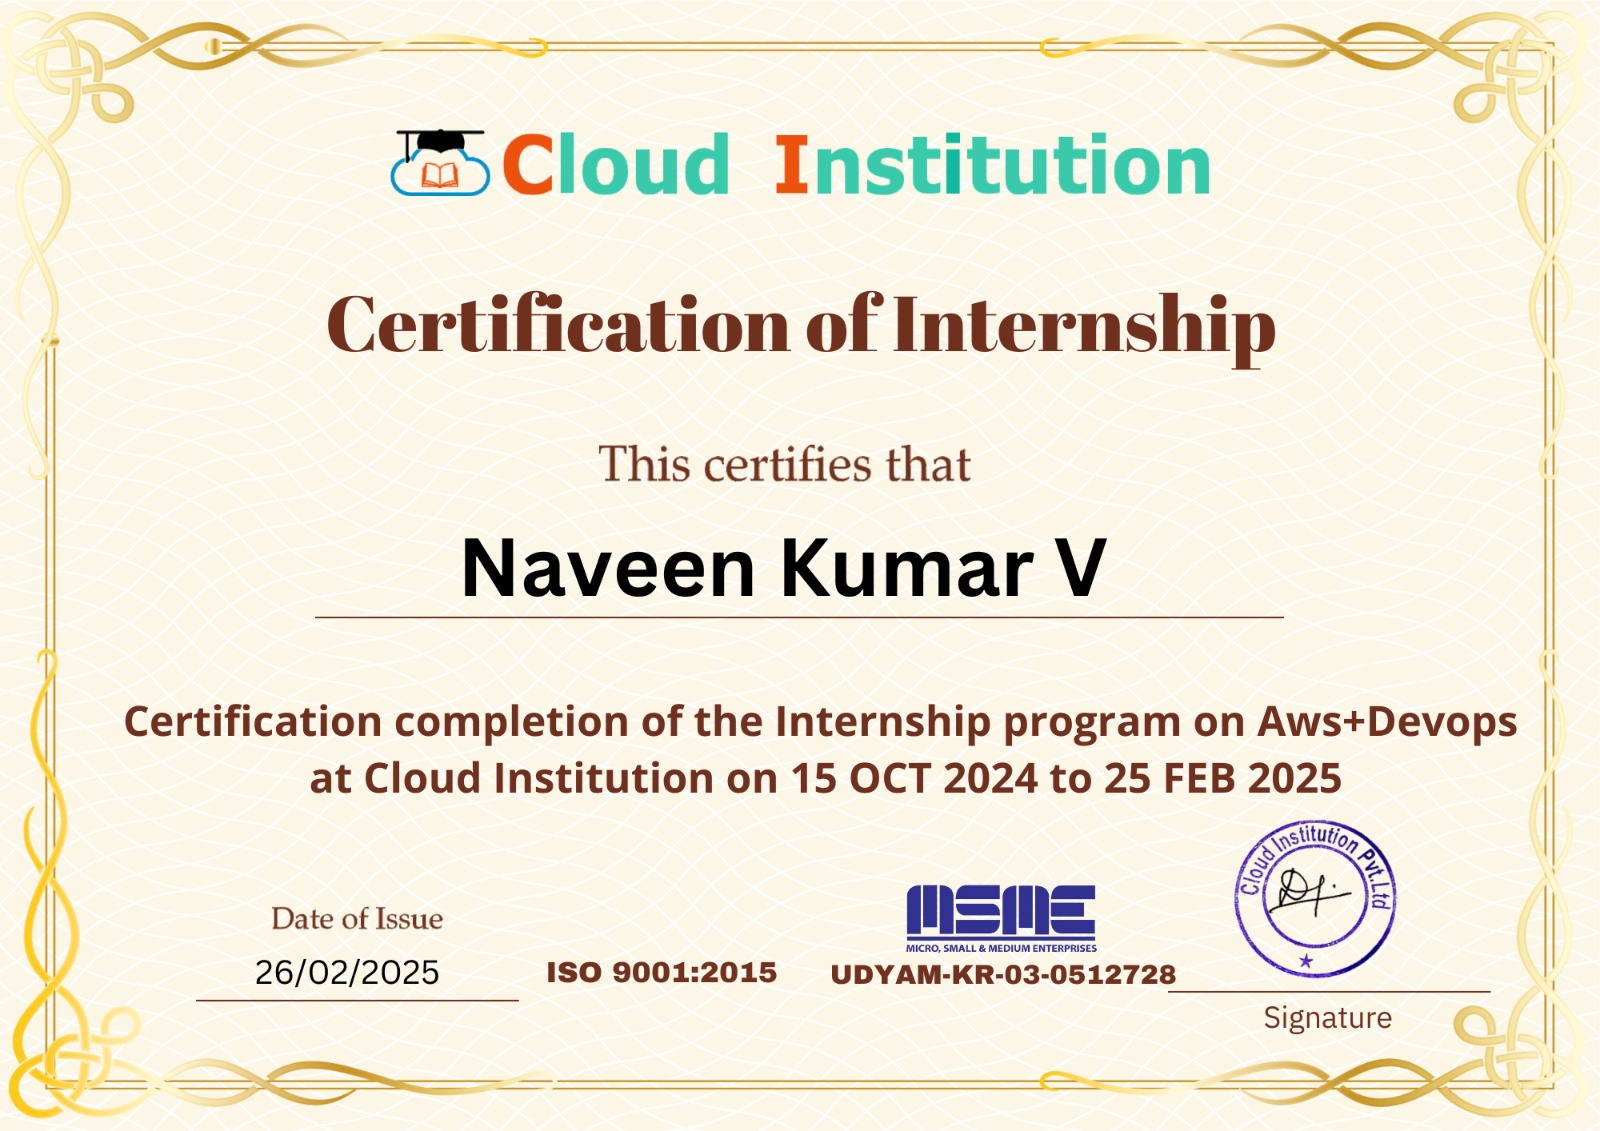 Cloud Institution
Certification of Internship
This certifies that
Naveen Kumar V
Certification completion of the Internship program on Aws+Devops
at Cloud Institution on 15 OCT 2024 to 25 FEB 2025
Date of Issue
26/02/2025
ISO 9001:2015
MSME
MICRO, SMALL & MEDIUM ENTERPRISES
UDYAM-KR-03-0512728
Cloud Institution Pvt.Ltd
Signature